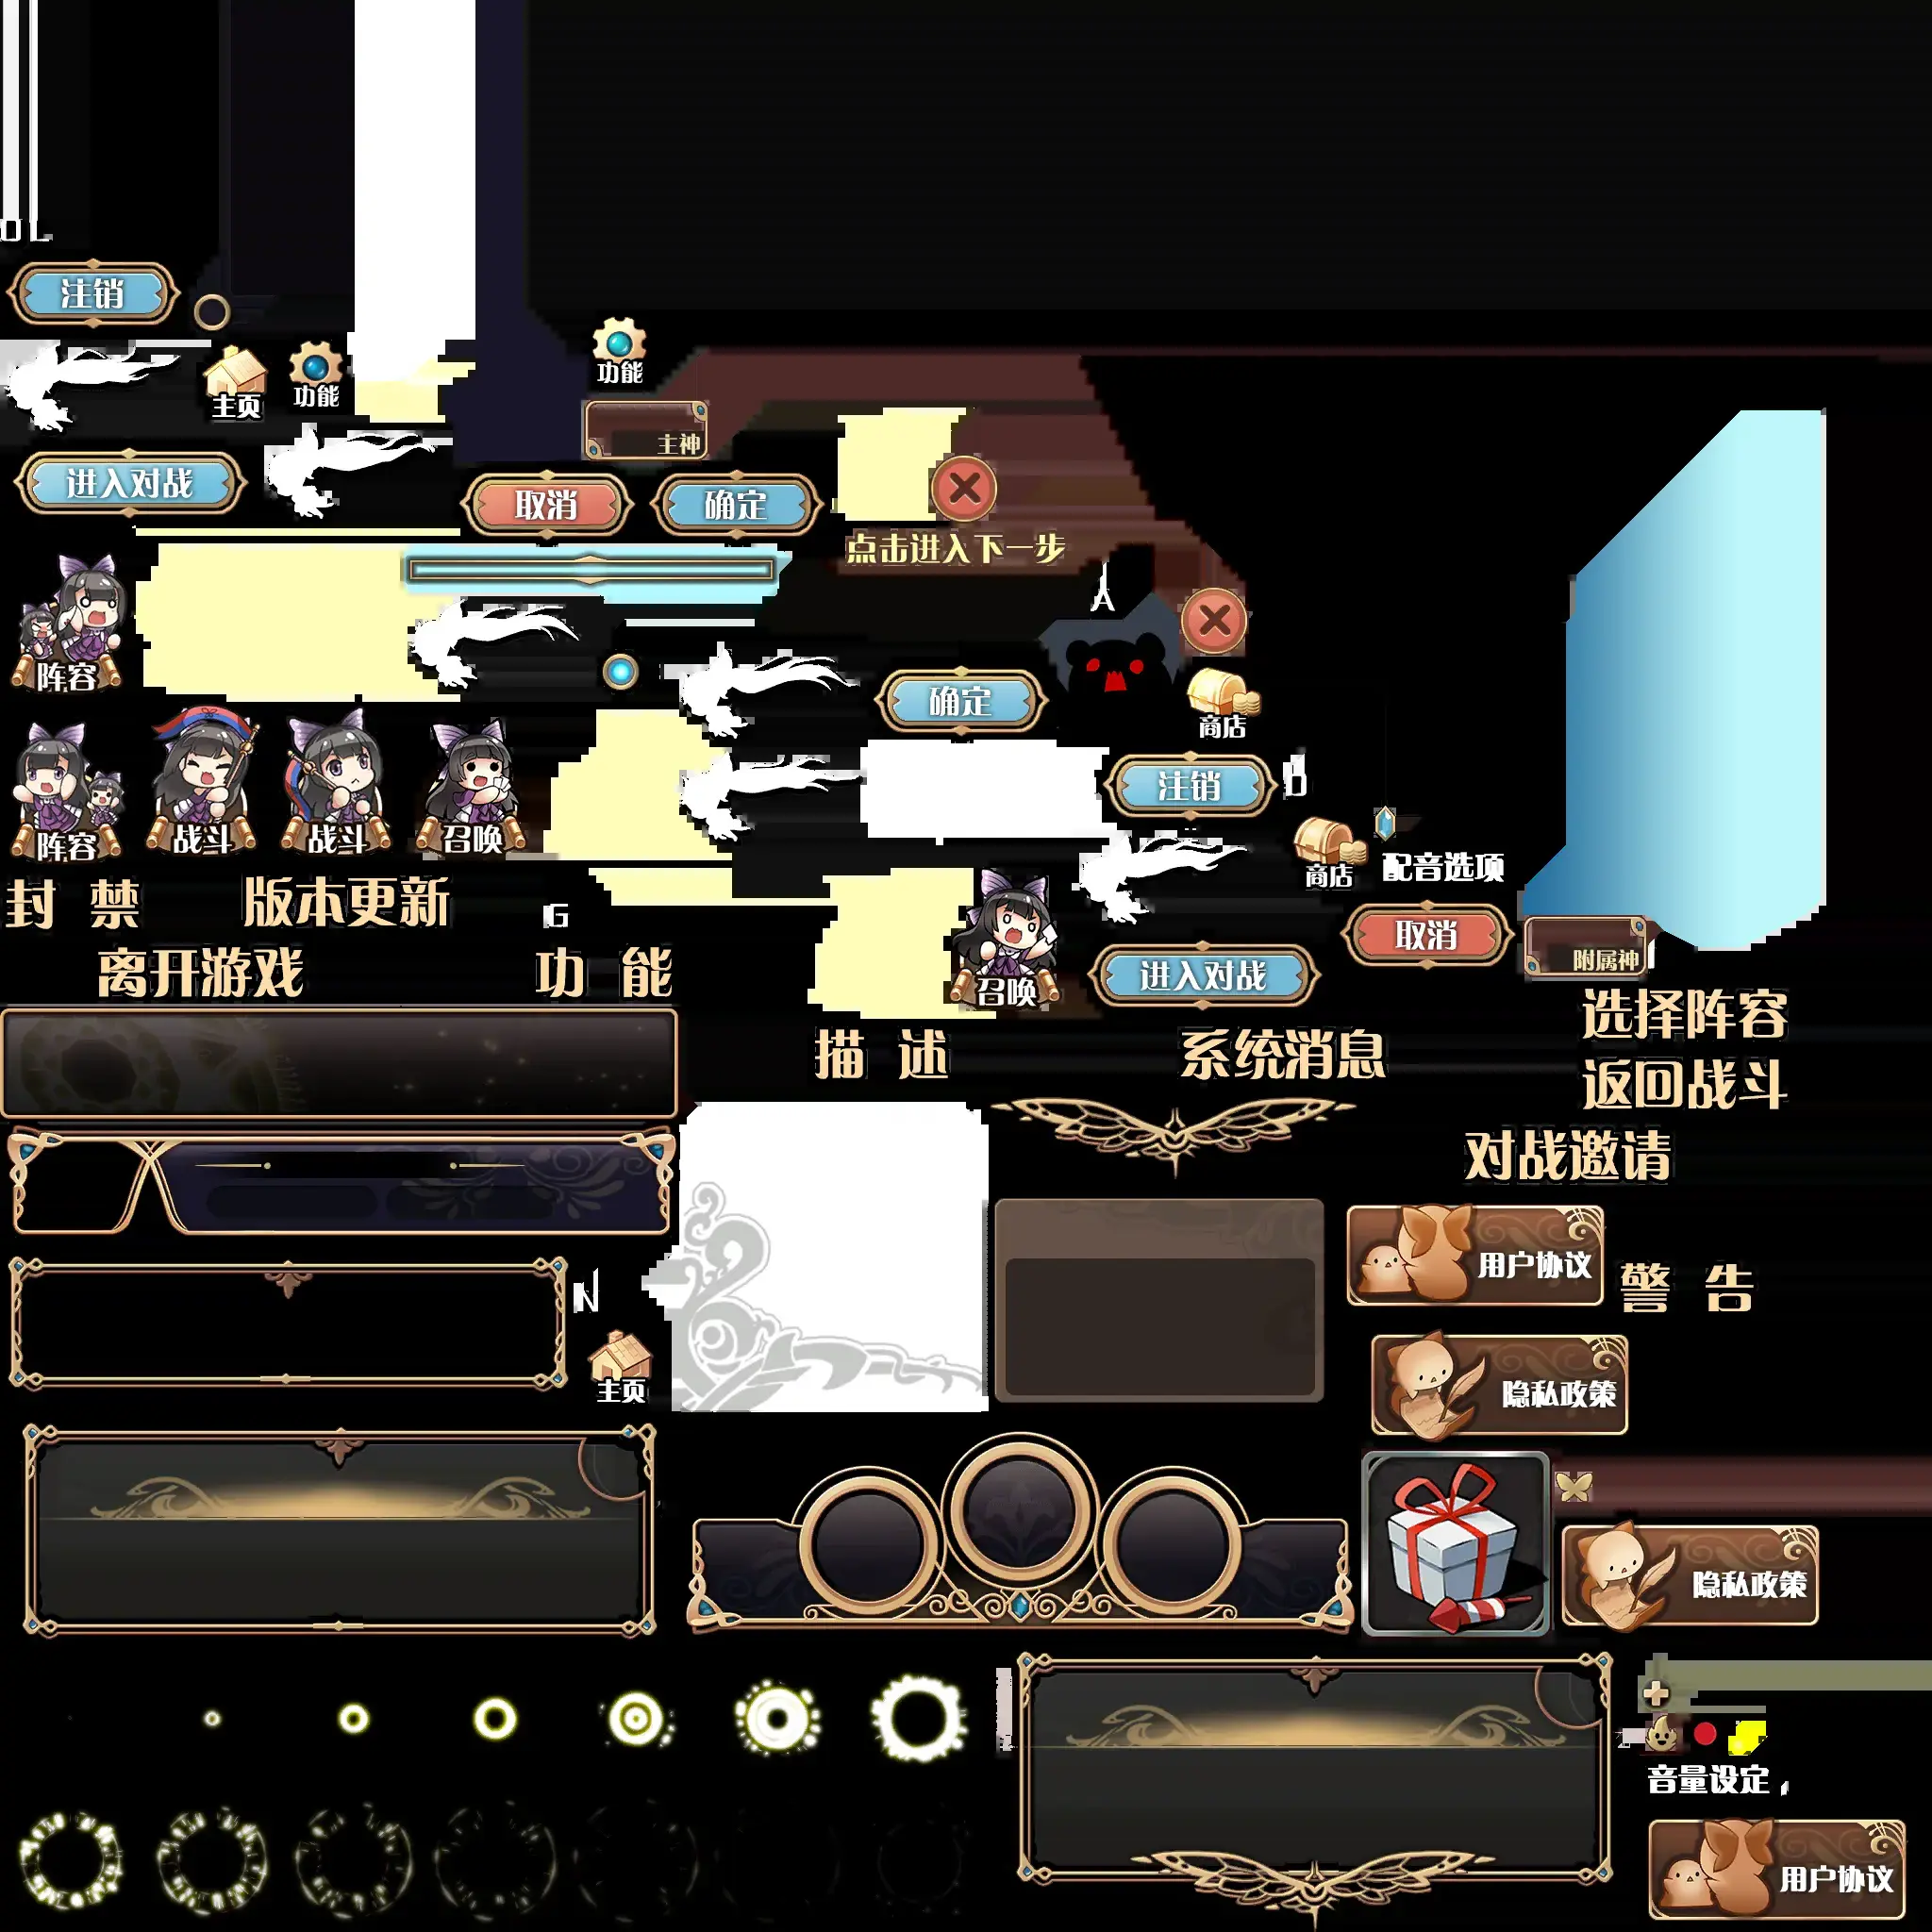 注销
主页
功能
功能
主神
进入对战
取消
确定
点击进入下一步
A
阵容
确定
商店
注销
阵容
战斗
战斗
召唤
商店
配音选项
封 禁
版本更新
G
取消
离开游戏
功 能
召唤
进入对战
附属神
选择阵容
描 述
系统消息
返回战斗
对战邀请
用户协议
警 告
N
主页
隐私政策
隐私政策
音量设定
用户协议